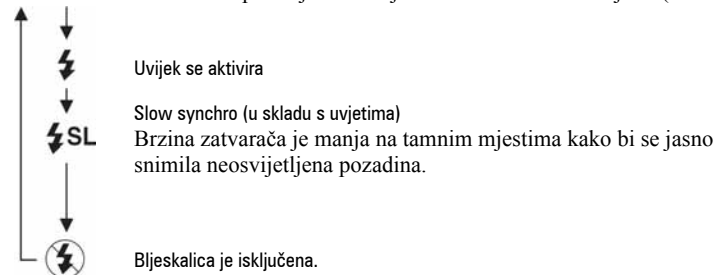 Uvijek se aktivira
Slow synchro (u skladu s uvjetima)
SL
Brzina zatvarača je manja na tamnim mjestima kako bi se jasno
snimila neosvijetljena pozadina.
Bljeskalica je isključena.